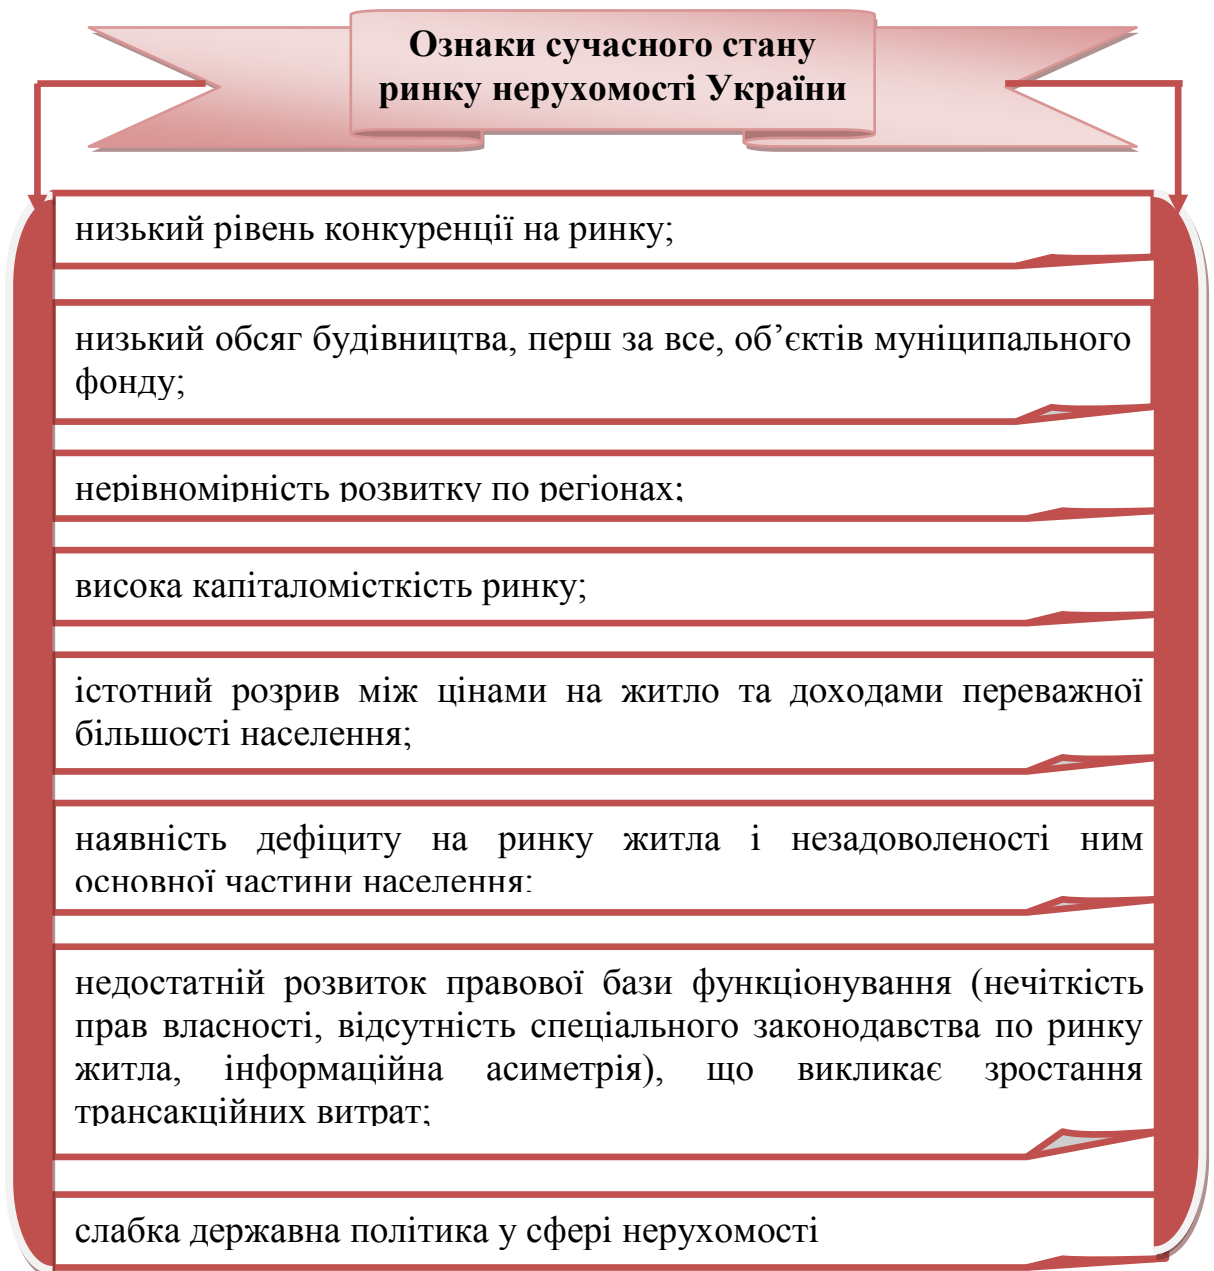 Ознаки сучасного стану
ринку нерухомості України
низький рівень конкуренції на ринку;
низький обсяг будівництва, перш за все, об’єктів муніципального
фонду;
нерівномірність розвитку по регіонах;
висока капіталомісткість ринку;
істотний розрив між цінами на житло та доходами переважної
більшості населення;
наявність дефіциту на ринку житла і незадоволеності ним
основної частини населення;
недостатній розвиток правової бази функціонування (нечіткість
прав власності, відсутність спеціального законодавства по ринку
житла, інформаційна асиметрія), що викликає зростання
трансакційних витрат;
слабка державна політика у сфері нерухомості